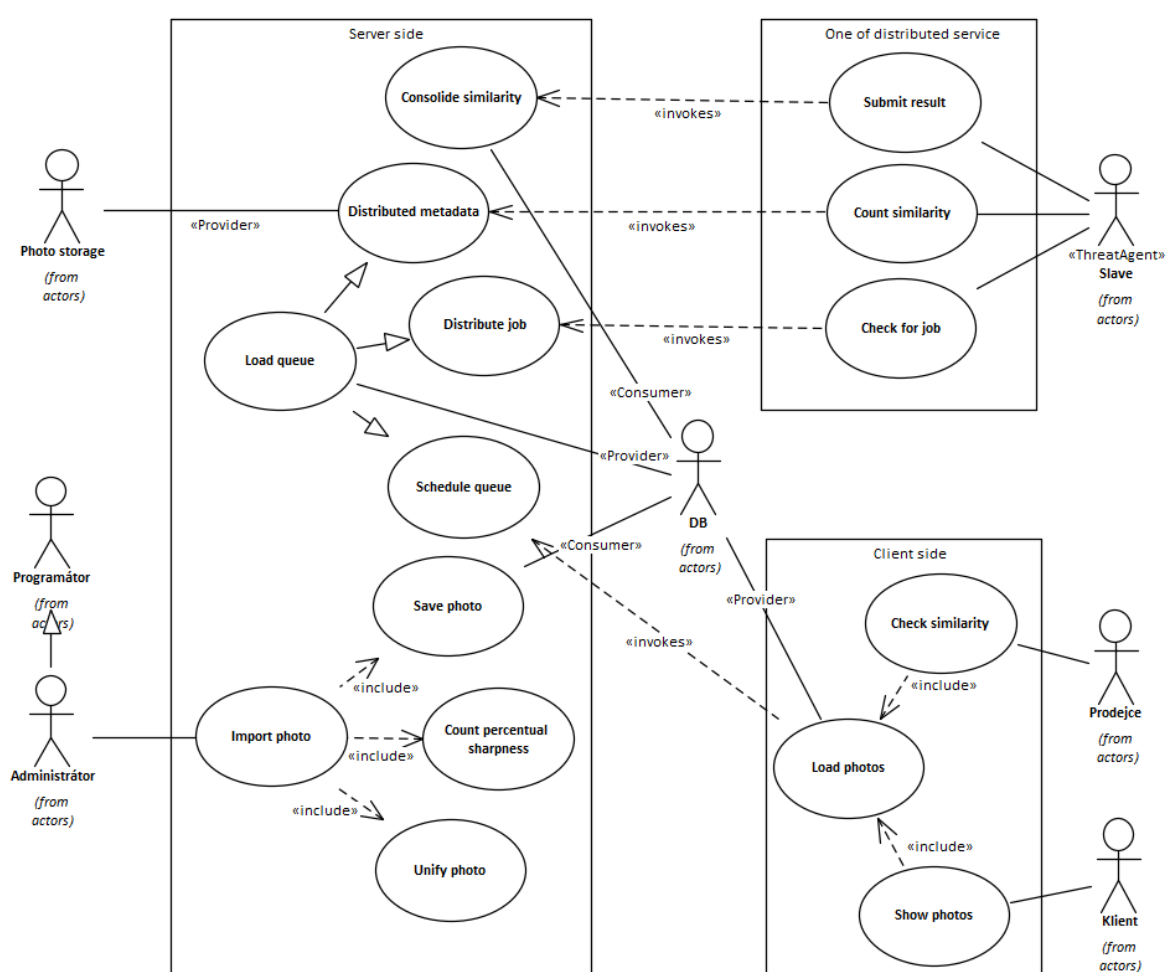 Server side
One of distributed service
Consolide similarity
«invokes»
Submit result
Photo storage
(from
actors)
«Provider»
Distributed metadata
«invokes»
Count similarity
«ThreatAgent»
Slave
(from
actors)
Distribute job
«invokes»
Check for job
Load queue
«Consumer»
«Provider»
Schedule queue
DB
(from
actors)
«Consumer»
Programátor
(from
actors)
Save photo
Client side
«Provider»
Check similarity
«invokes»
«include»
«include»
Prodejce
(from
actors)
Import photo
Count percentual
sharpness
«include»
Load photos
Administrátor
(from
actors)
«include»
«include»
Unify photo
Show photos
Klient
(from
actors)